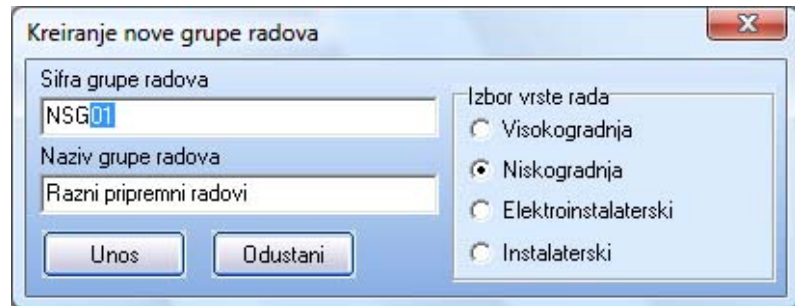 Kreiranje nove grupe radova
Sifra grupe radova
NSG01
Naziv grupe radova
Razni pripremni radovi
Unos
Odustani
Izbor vrste rada
Visokogradnja
Niskogradnja
Elektroinstalaterski
Instalaterski